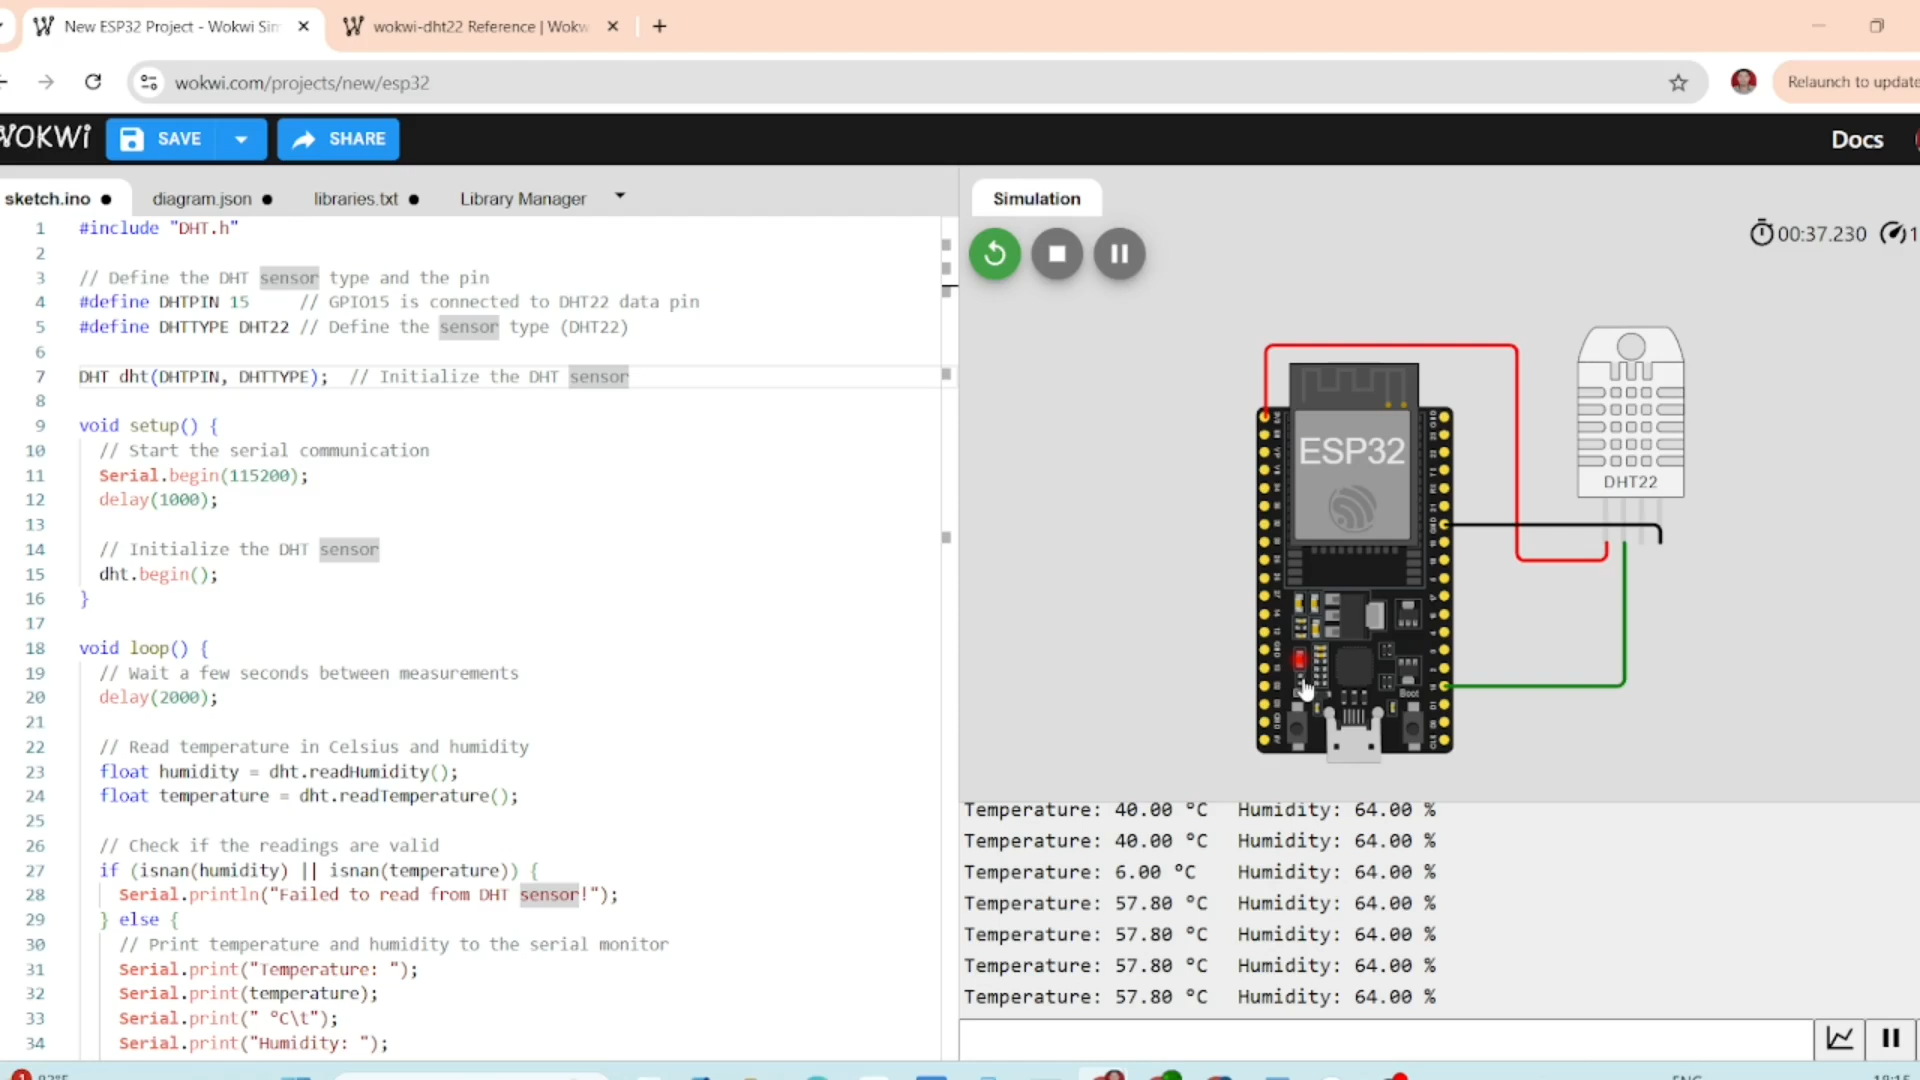 New ESP32 Project - Wokwi Sim
wokwi-dht22 Reference | Wokw
wokwi.com/projects/new/esp32
Relaunch to update
WOKWi
SAVE
SHARE
Docs
sketch.ino
diagram.json
libraries.txt
Library Manager
Simulation
1 #include "DHT.h"
2
3 // Define the DHT sensor type and the pin
4 #define DHTPIN 15 // GPIO15 is connected to DHT22 data pin
5 #define DHTTYPE DHT22 // Define the sensor type (DHT22)
6
7 DHT dht(DHTPIN, DHTTYPE); // Initialize the DHT sensor
8
9 void setup() {
10 // Start the serial communication
11 Serial.begin(115200);
12 delay(1000);
13
14 // Initialize the DHT sensor
15 dht.begin();
16 }
17
18 void loop() {
19 // Wait a few seconds between measurements
20 delay(2000);
21
22 // Read temperature in Celsius and humidity
23 float humidity = dht.readHumidity();
24 float temperature = dht.readTemperature();
25
26 // Check if the readings are valid
27 if (isnan(humidity) || isnan(temperature)) {
28 Serial.println("Failed to read from DHT sensor!");
29 } else {
30 // Print temperature and humidity to the serial monitor
31 Serial.print("Temperature: ");
32 Serial.print(temperature);
33 Serial.print(" °C\t");
34 Serial.print("Humidity: ");
00:37.230
1
ESP32
DHT22
Boot
Temperature: 40.00 °C Humidity: 64.00 %
Temperature: 40.00 °C Humidity: 64.00 %
Temperature: 6.00 °C Humidity: 64.00 %
Temperature: 57.80 °C Humidity: 64.00 %
Temperature: 57.80 °C Humidity: 64.00 %
Temperature: 57.80 °C Humidity: 64.00 %
Temperature: 57.80 °C Humidity: 64.00 %